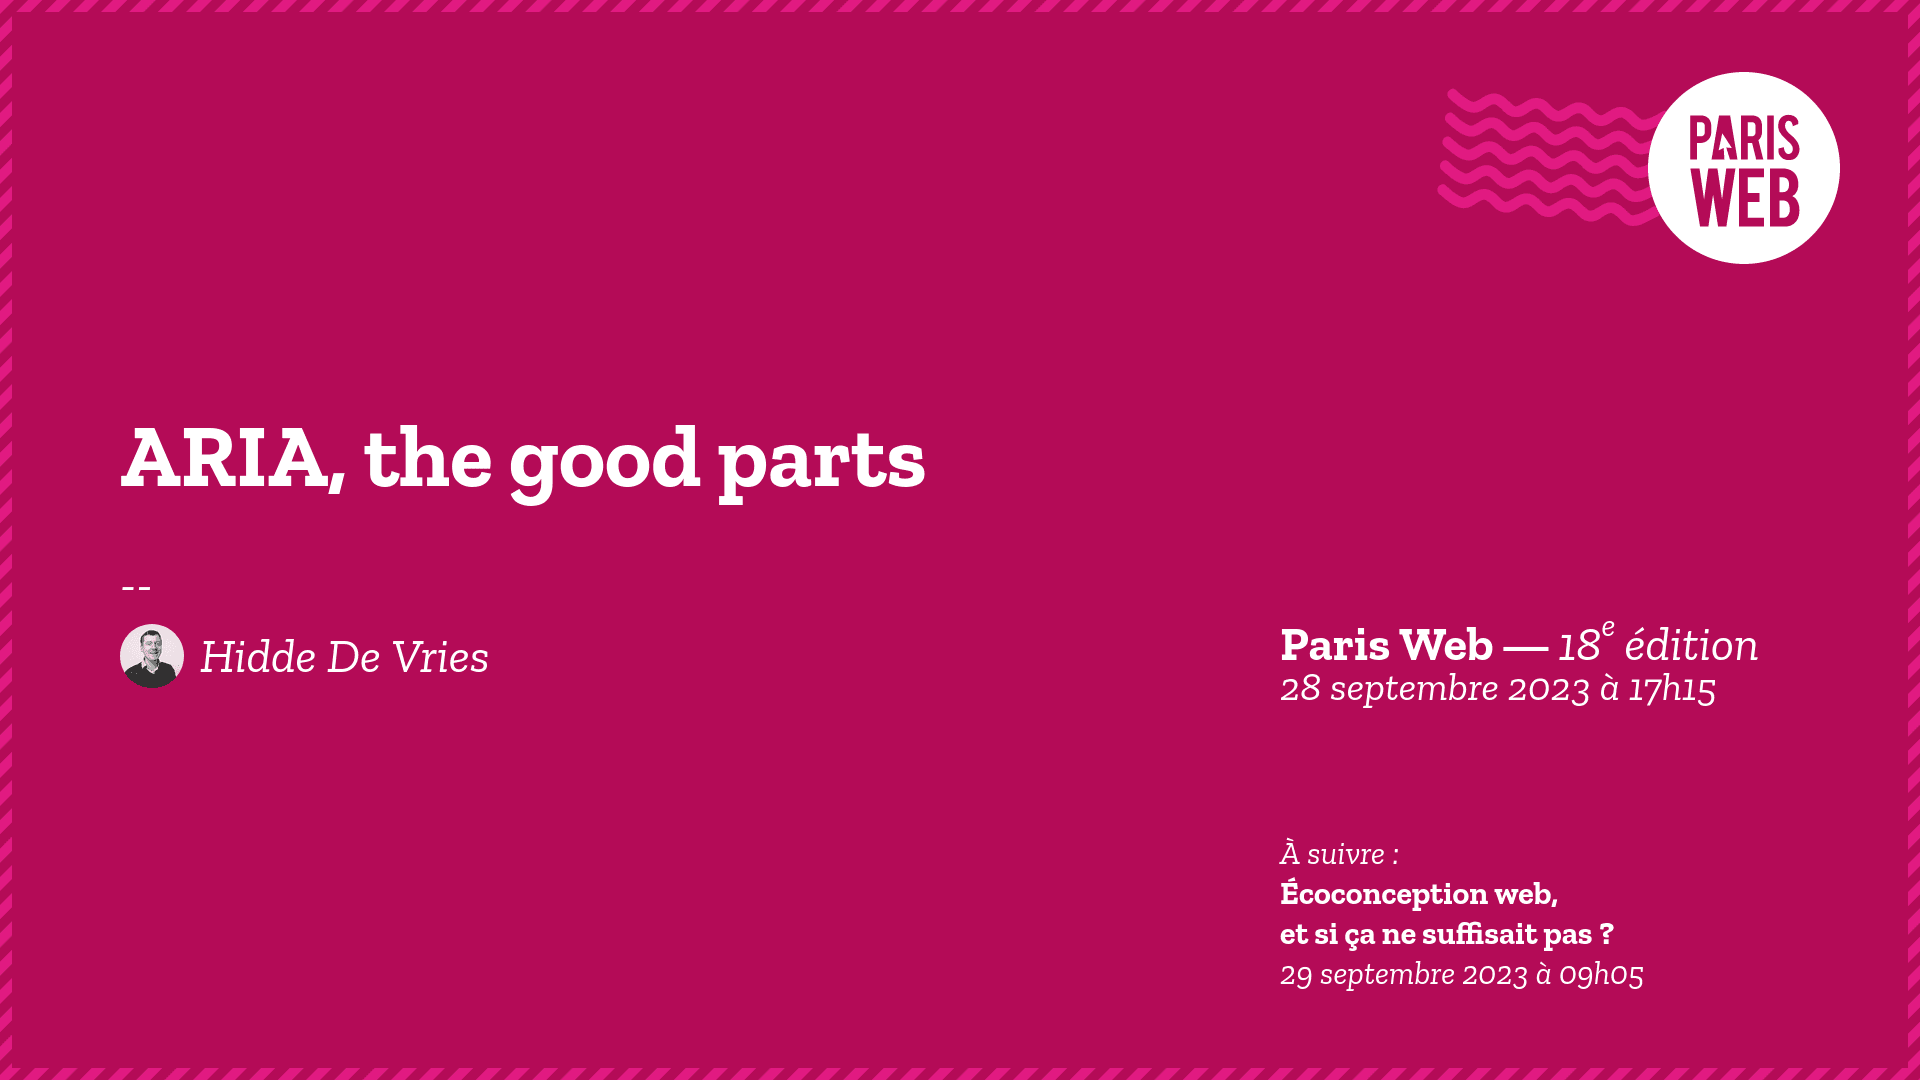 PARIS
WEB
ARIA, the good parts
--
Hidde De Vries
Paris Web — 18e édition
28 septembre 2023 à 17h15
À suivre :
Écoconception web,
et si ça ne suffisait pas ?
29 septembre 2023 à 09h05